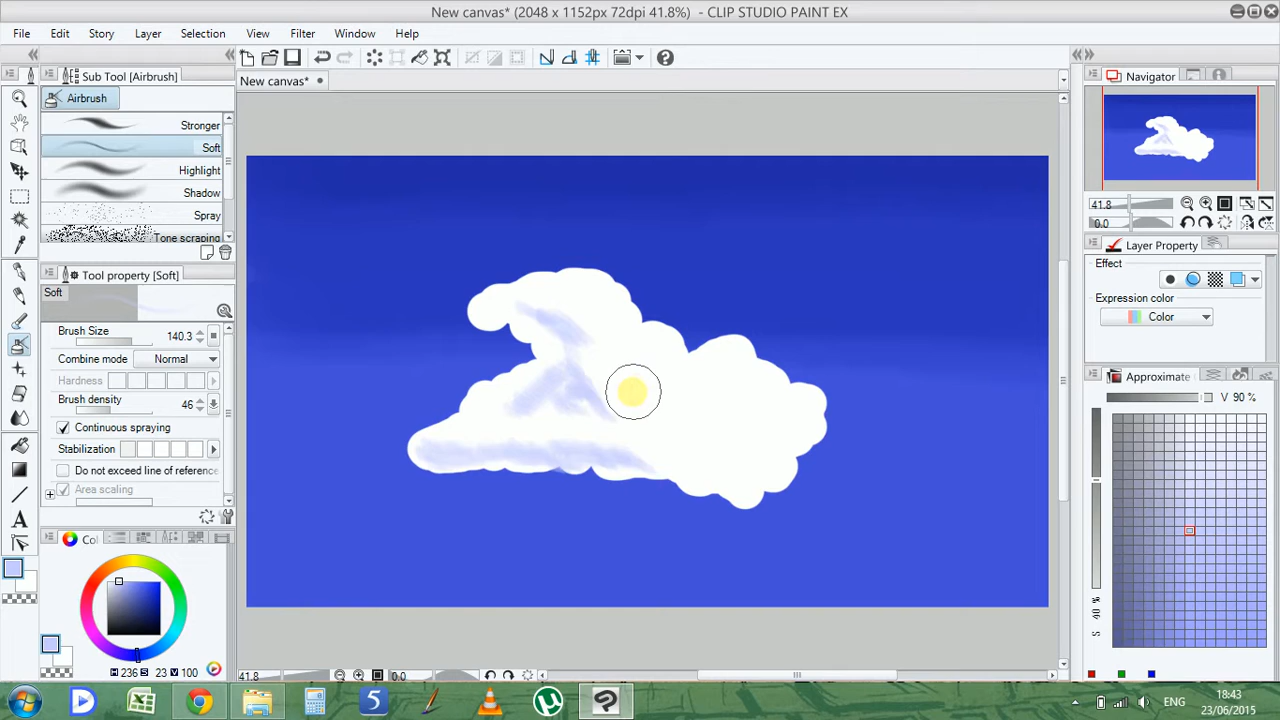 New canvas* (2048 x 1152px 72dpi 41.8%) - CLIP STUDIO PAINT EX
File Edit Story Layer Selection View Filter Window Help
Sub Tool [Airbrush]
Airbrush
Stronger
Soft
Highlight
Shadow
Spray
Tone scraping
Tool property [Soft]
Soft
Brush Size 140.3
Combine mode Normal
Hardness
Brush density 46
Continuous spraying
Stabilization
Do not exceed line of reference
Area scaling
Co
H 236 S 23 V 100
New canvas*
41.8 0.0
Navigator
41.8
0.0
Layer Property
Effect
Expression color
Color
Approximate
V 90 %
40 %
S
ENG
18:43
23/06/2015